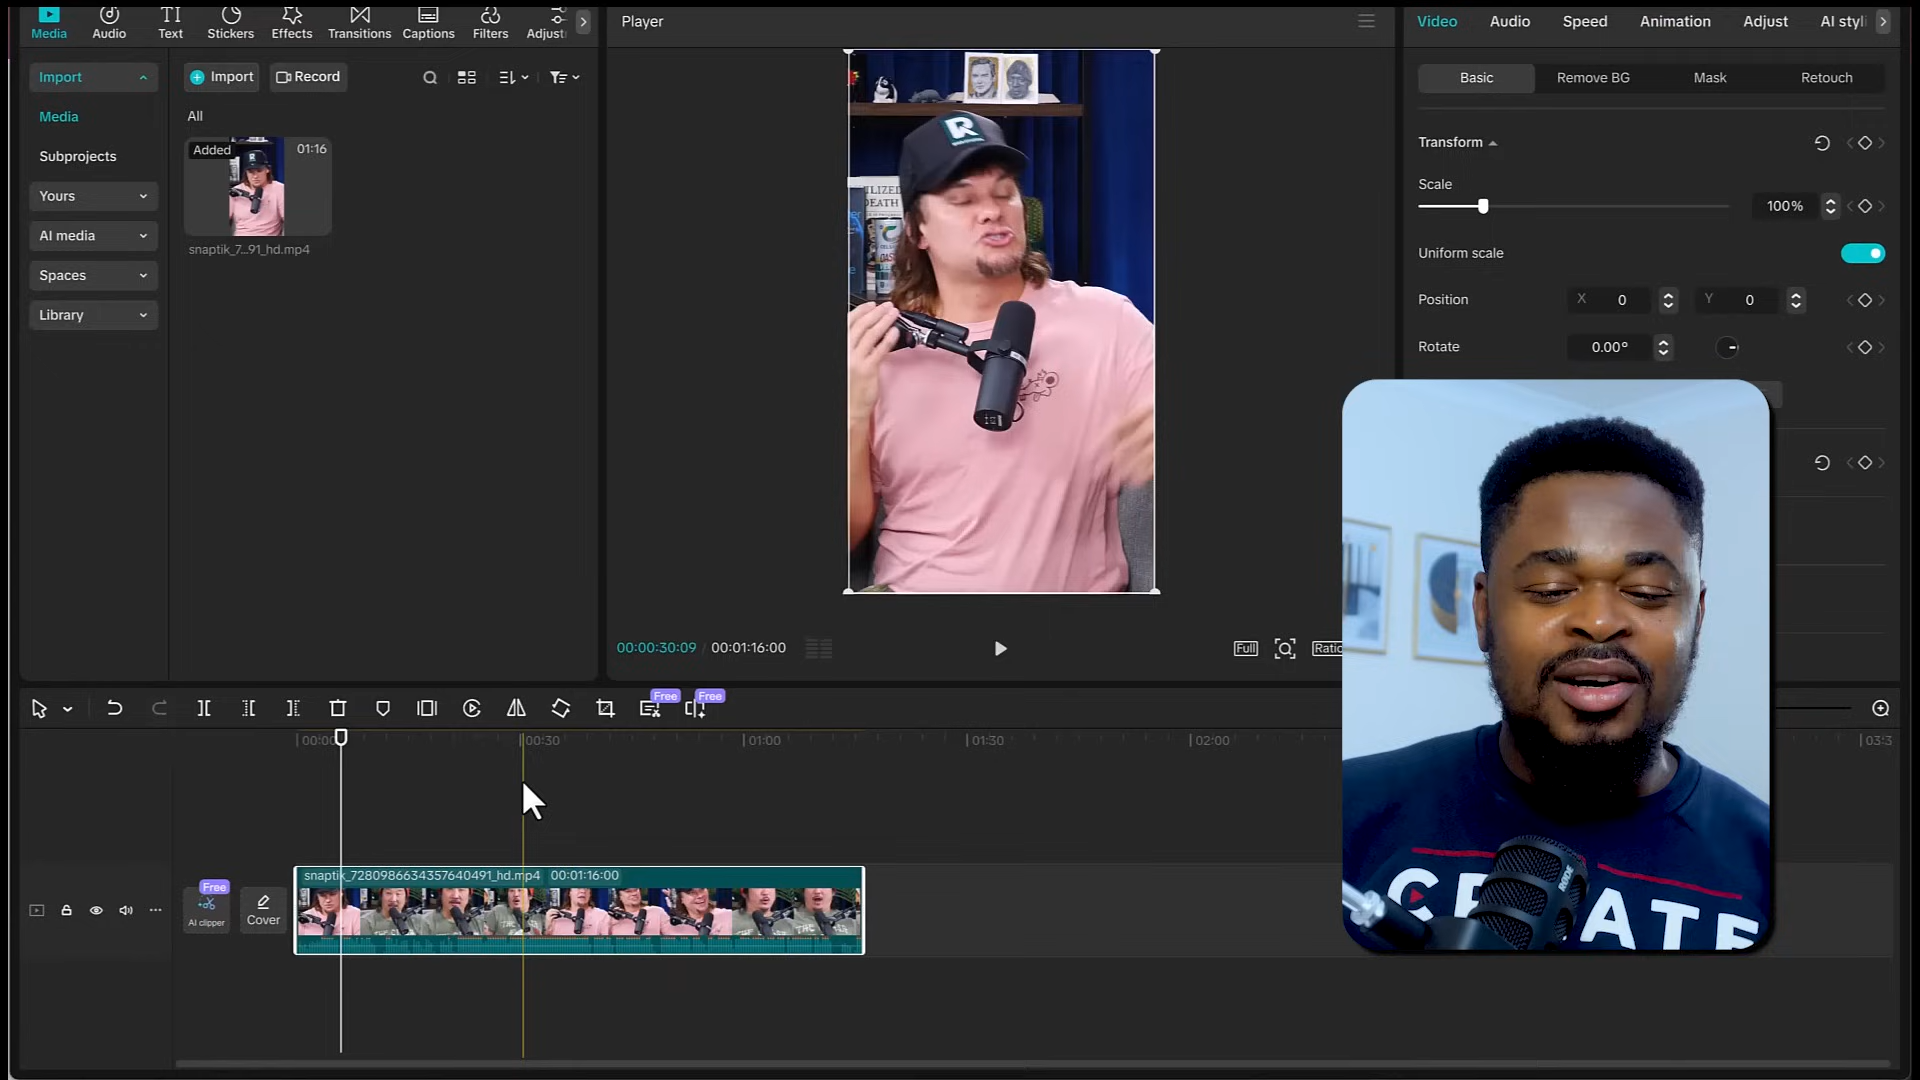 Media
Audio
Text
Stickers
Effects
Transitions
Captions
Filters
Adjust
Player
Video
Audio
Speed
Animation
Adjust
AI styli
Import
Import
Record
Basic
Remove BG
Mask
Retouch
Media
All
Subprojects
Added
01:16
Transform
Yours
Scale
100%
AI media
snaptik_7...91_hd.mp4
Uniform scale
Spaces
Position
X 0
Y 0
Library
Rotate
0.00°
R
DEATH
00:00:30:09 / 00:01:16:00
Full
Ratio
Free
Free
00:00
00:30
01:00
01:30
02:00
03:3
snaptik_7280986634357640491_hd.mp4 00:01:16:00
Free
AI clipper
Cover
RODE
CREATE